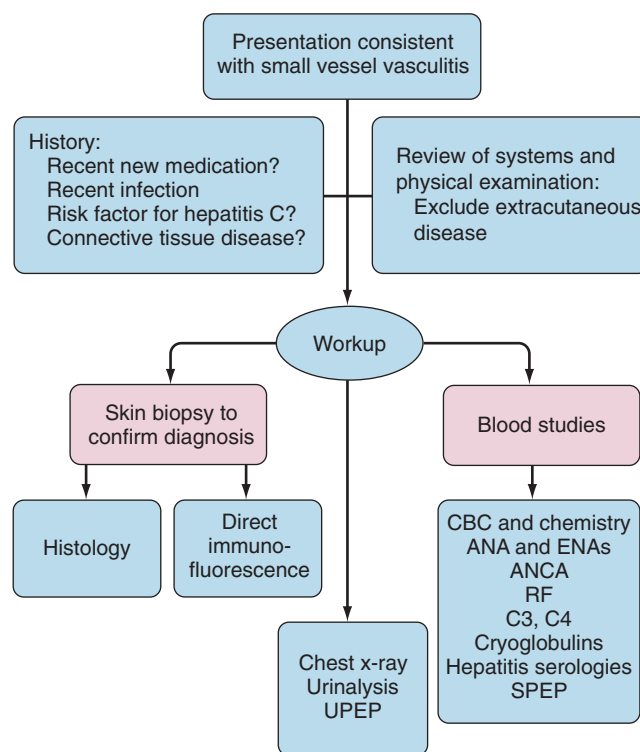 Presentation consistent
with small vessel vasculitis
History:
Recent new medication?
Recent infection
Risk factor for hepatitis C?
Connective tissue disease?
Review of systems and
physical examination:
Exclude extracutaneous
disease
Workup
Skin biopsy to
confirm diagnosis
Blood studies
Histology
Direct
immuno-
fluorescence
CBC and chemistry
ANA and ENAs
ANCA
RF
C3, C4
Cryoglobulins
Hepatitis serologies
SPEP
Chest x-ray
Urinalysis
UPEP